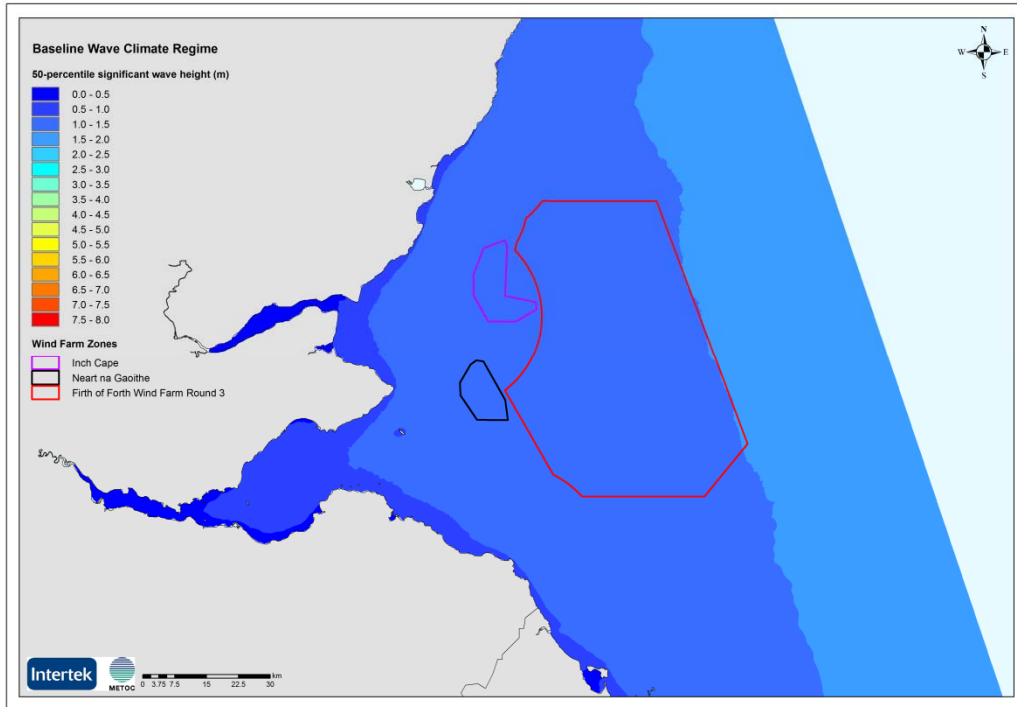 Baseline Wave Climate Regime
50-percentile significant wave height (m)
0.0 - 0.5
0.5 - 1.0
1.0 - 1.5
1.5 - 2.0
2.0 - 2.5
2.5 - 3.0
3.0 - 3.5
3.5 - 4.0
4.0 - 4.5
4.5 - 5.0
5.0 - 5.5
5.5 - 6.0
6.0 - 6.5
6.5 - 7.0
7.0 - 7.5
7.5 - 8.0
Wind Farm Zones
Inch Cape
Neart na Gaoithe
Firth of Forth Wind Farm Round 3
N
W E
S
Intertek
METOC
km
0 3.75 7.5 15 22.5 30